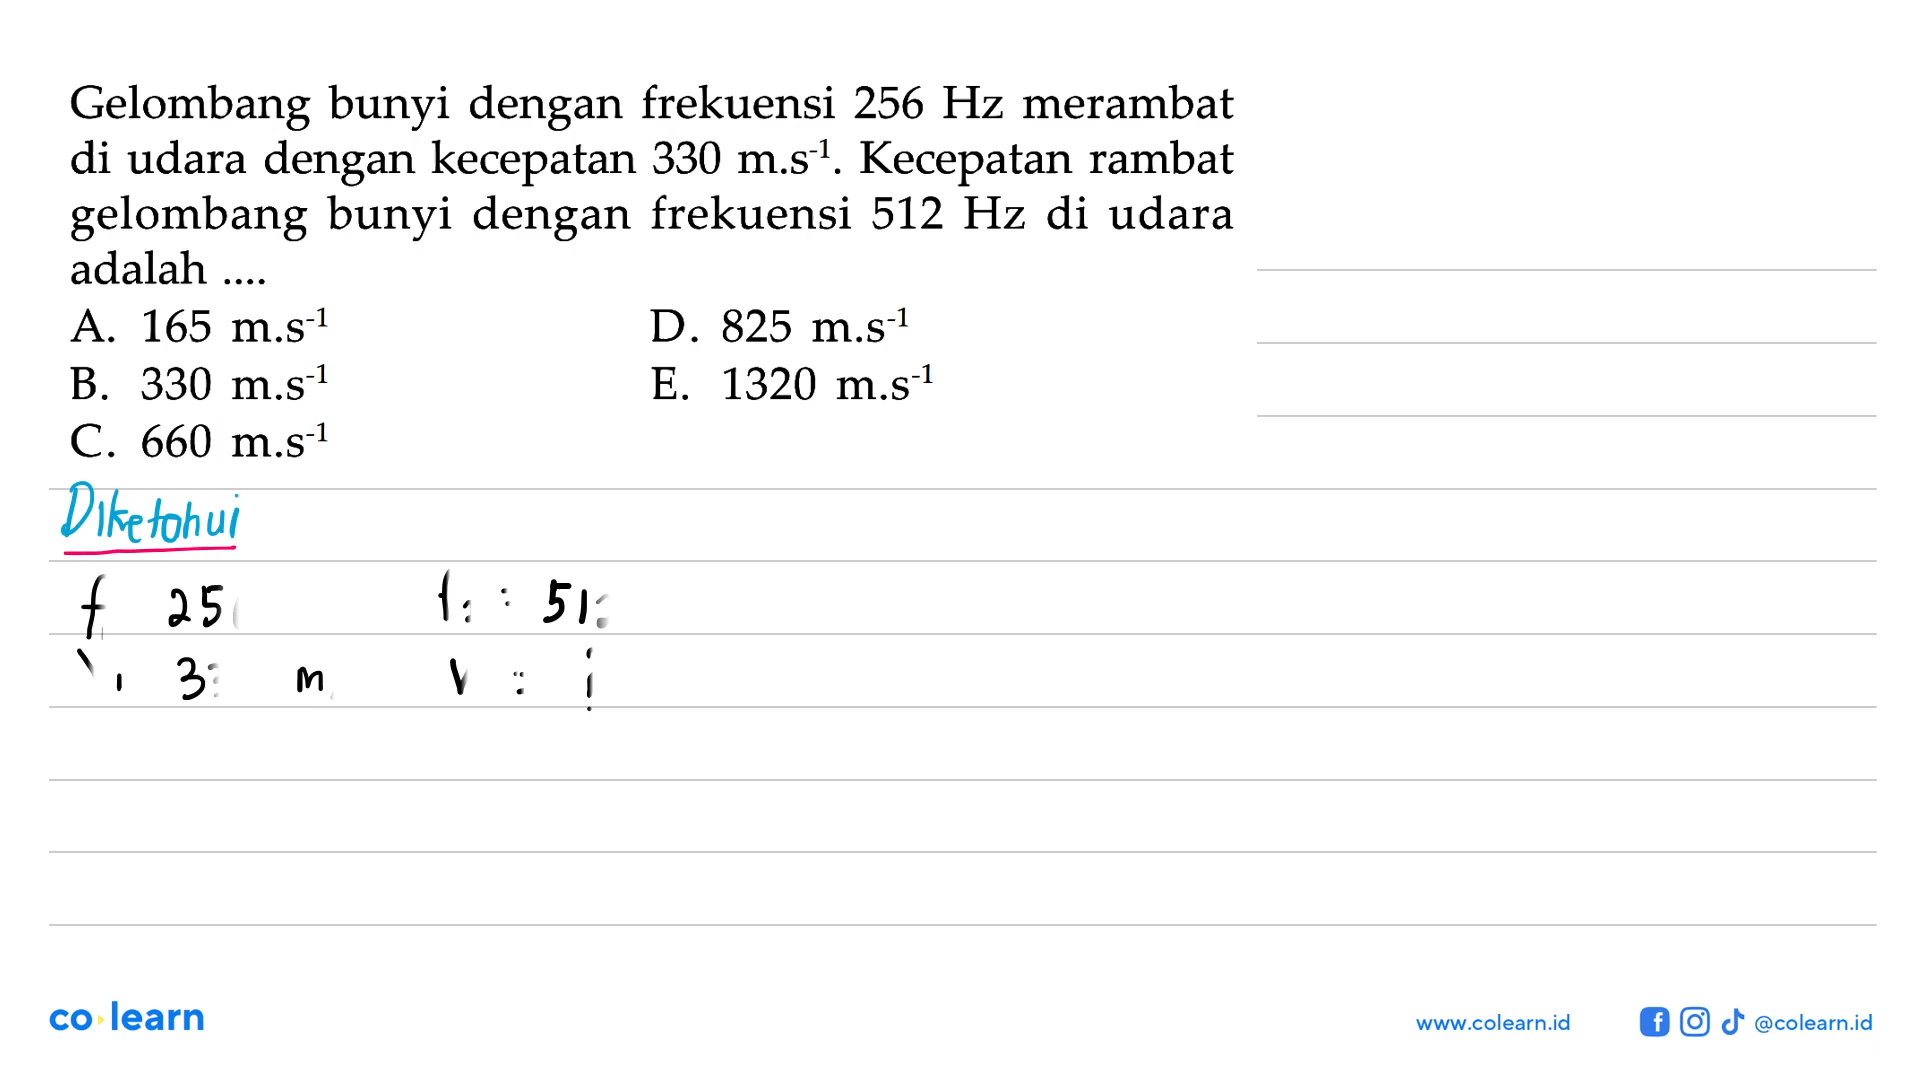 Gelombang bunyi dengan frekuensi 256 Hz merambat
di udara dengan kecepatan 330 m.s⁻¹. Kecepatan rambat
gelombang bunyi dengan frekuensi 512 Hz di udara
adalah ....
A. 165 m.s⁻¹
B. 330 m.s⁻¹
C. 660 m.s⁻¹
D. 825 m.s⁻¹
E. 1320 m.s⁻¹
Diketahui
f 25
51
3 m v
co learn
www.colearn.id
@colearn.id